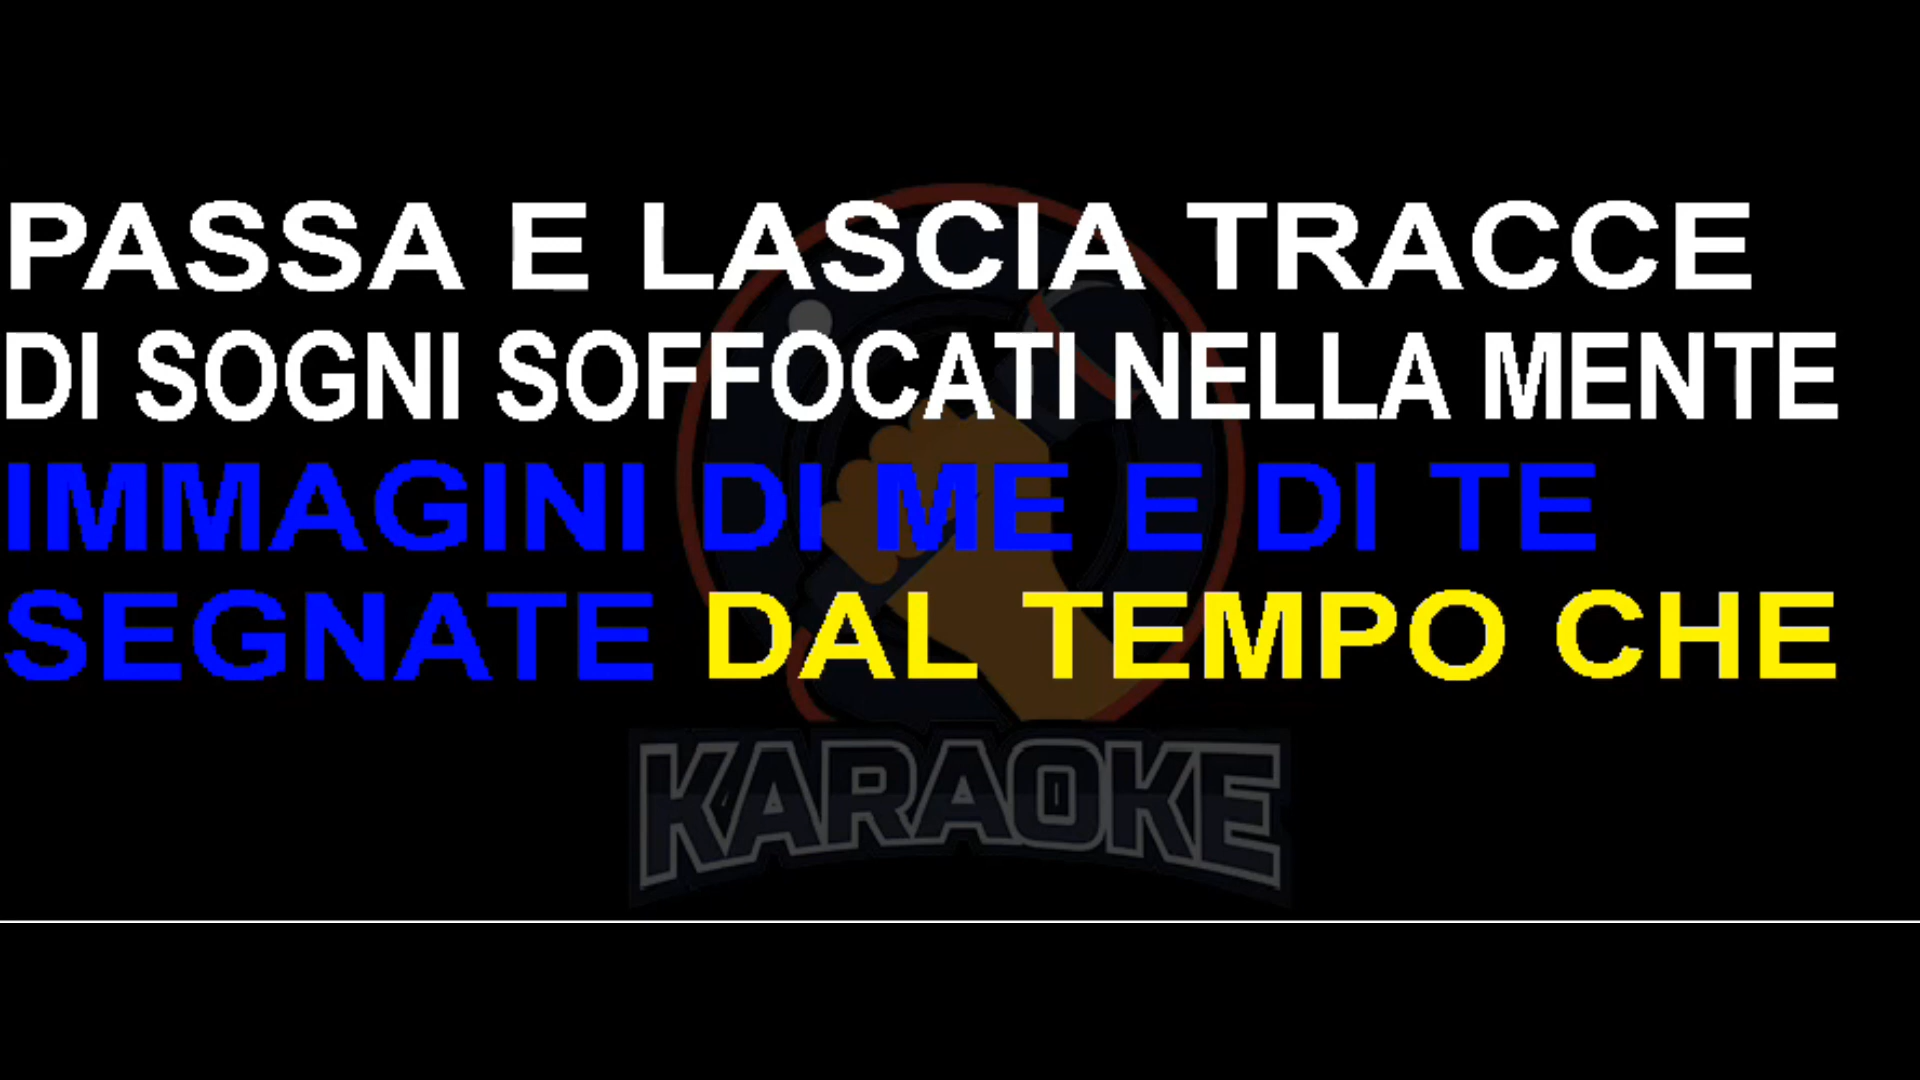 PASSA E LASCIA TRACCE
DI SOGNI SOFFOCATI NELLA MENTE
IMMAGINI DI ME E DI TE
SEGNATE DAL TEMPO CHE
KARAOKE